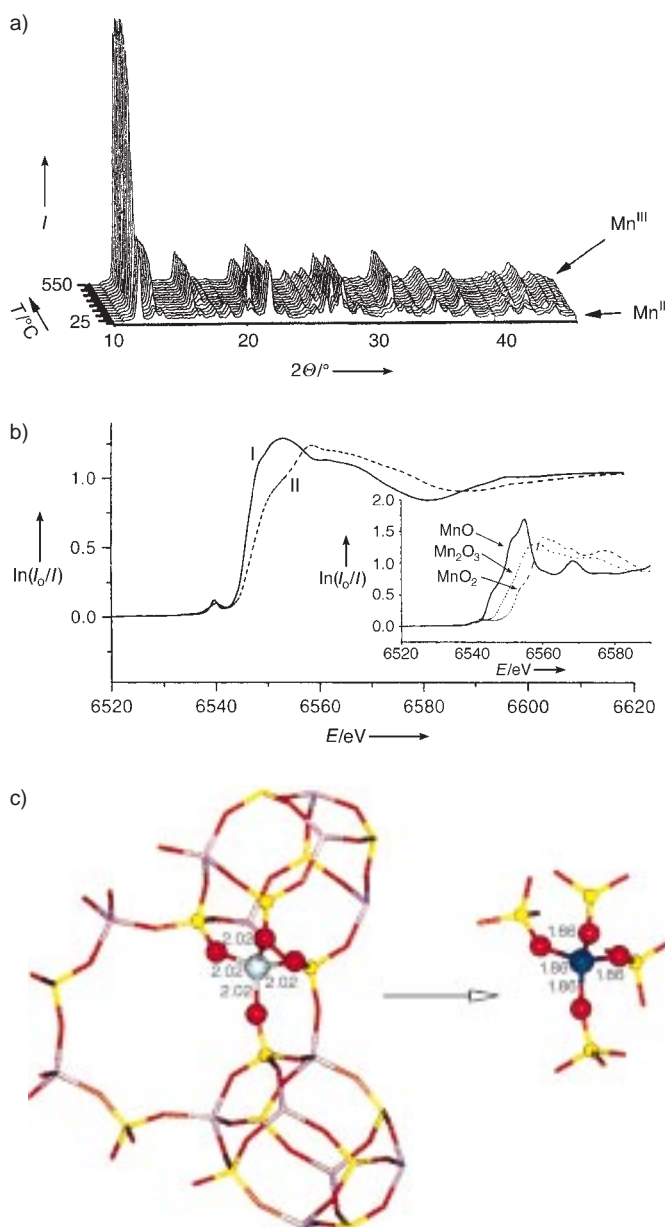 a)
I
550
T/°C
25
10
20
30
40
2Θ/°
Mn^III
Mn^II
b)
1.0
0.5
0.0
ln(I₀/I)
I
II
6520
6540
6560
6580
6600
6620
E/eV
2.0
1.5
1.0
0.5
0.0
ln(I₀/I)
MnO
Mn₂O₃
MnO₂
6520
6540
6560
6580
E/eV
c)
2.02
2.02
2.02
2.02
1.86
1.86
1.86
1.86